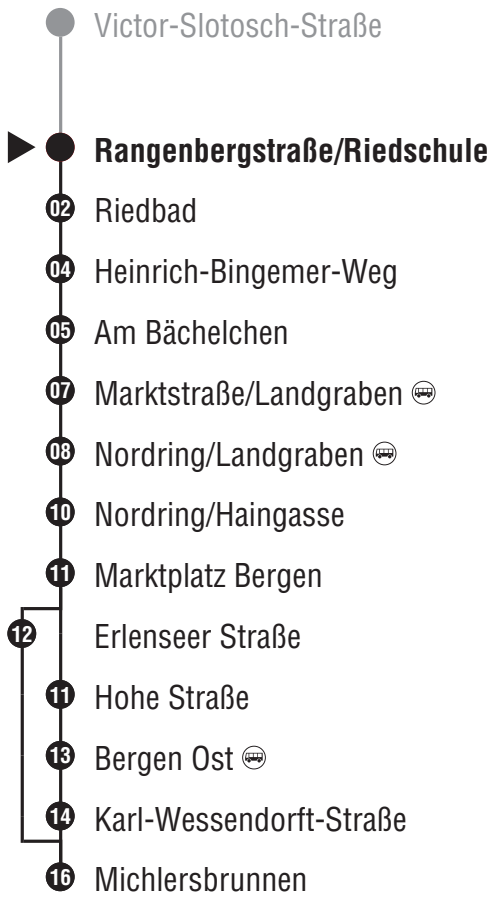 Victor-Slotosch-Straße
Rangenbergstraße/Riedschule
02 Riedbad
04 Heinrich-Bingemer-Weg
05 Am Bächelchen
07 Marktstraße/Landgraben
08 Nordring/Landgraben
10 Nordring/Haingasse
11 Marktplatz Bergen
12 Erlenseer Straße
11 Hohe Straße
13 Bergen Ost
14 Karl-Wessendorft-Straße
16 Michlersbrunnen